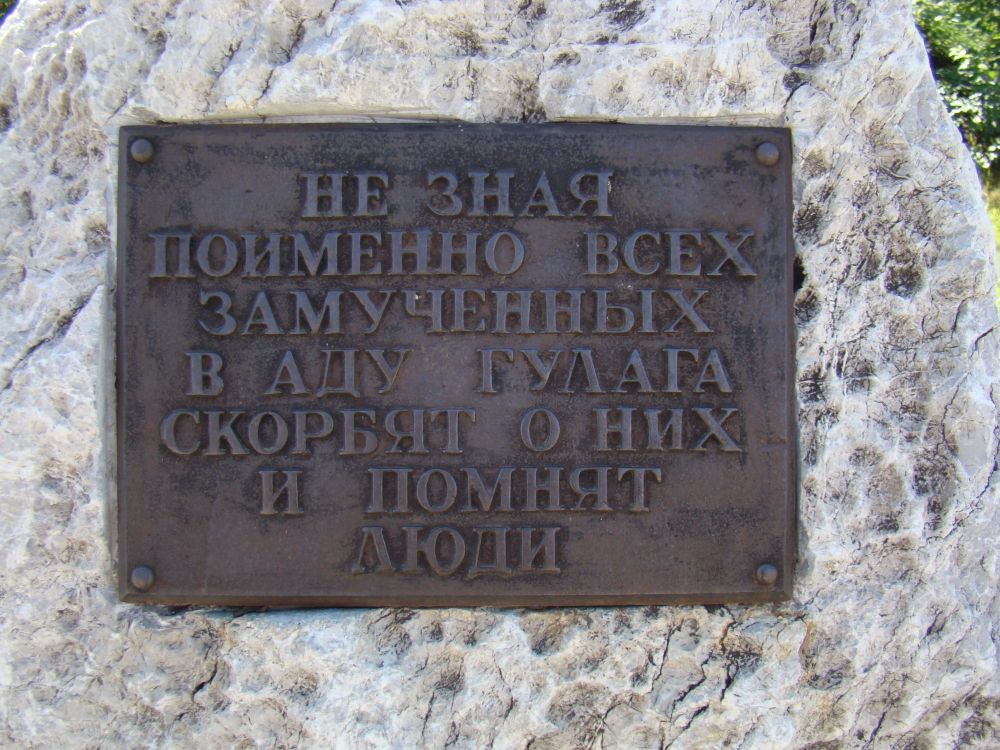 НЕ ЗНАЯ
ПОИМЕННО ВСЕХ
ЗАМУЧЕННЫХ
В АДУ ГУЛАГА
СКОРБЯТ О НИХ
И ПОМНЯТ
ЛЮДИ